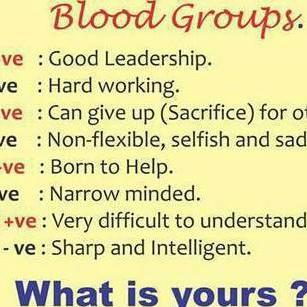 Blood Groups.
ve : Good Leadership.
ve : Hard working.
ve : Can give up (Sacrifice) for
ve : Non-flexible, selfish and sad
-ve : Born to Help.
ve : Narrow minded.
+ve : Very difficult to understand
- ve : Sharp and Intelligent.
What is yours ?